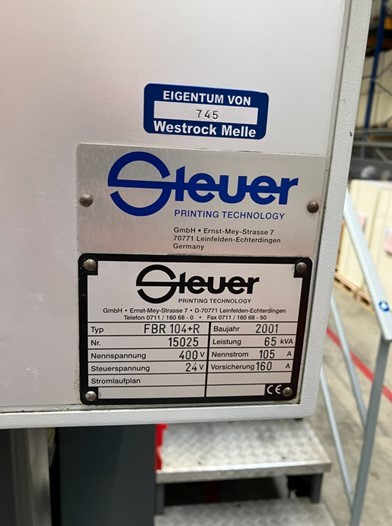 EIGENTUM VON
745
Westrock Melle
Steuer
PRINTING TECHNOLOGY
GmbH • Ernst-Mey-Strasse 7
70771 Leinfelden-Echterdingen
Germany
Steuer
PRINTING TECHNOLOGY
GmbH • Ernst-Mey-Strasse 7 • D-70771 Leinfelden-Echterdingen
Telefon 0711 / 160 68 - 0 • Fax 0711 / 160 68 - 50
Typ FBR 104+R Baujahr 2001
Nr. 15025 Leistung 65 kVA
Nennspannung 400 V Nennstrom 105 A
Steuerspannung 24 V Vorsicherung 160 A
Stromlaufplan CE